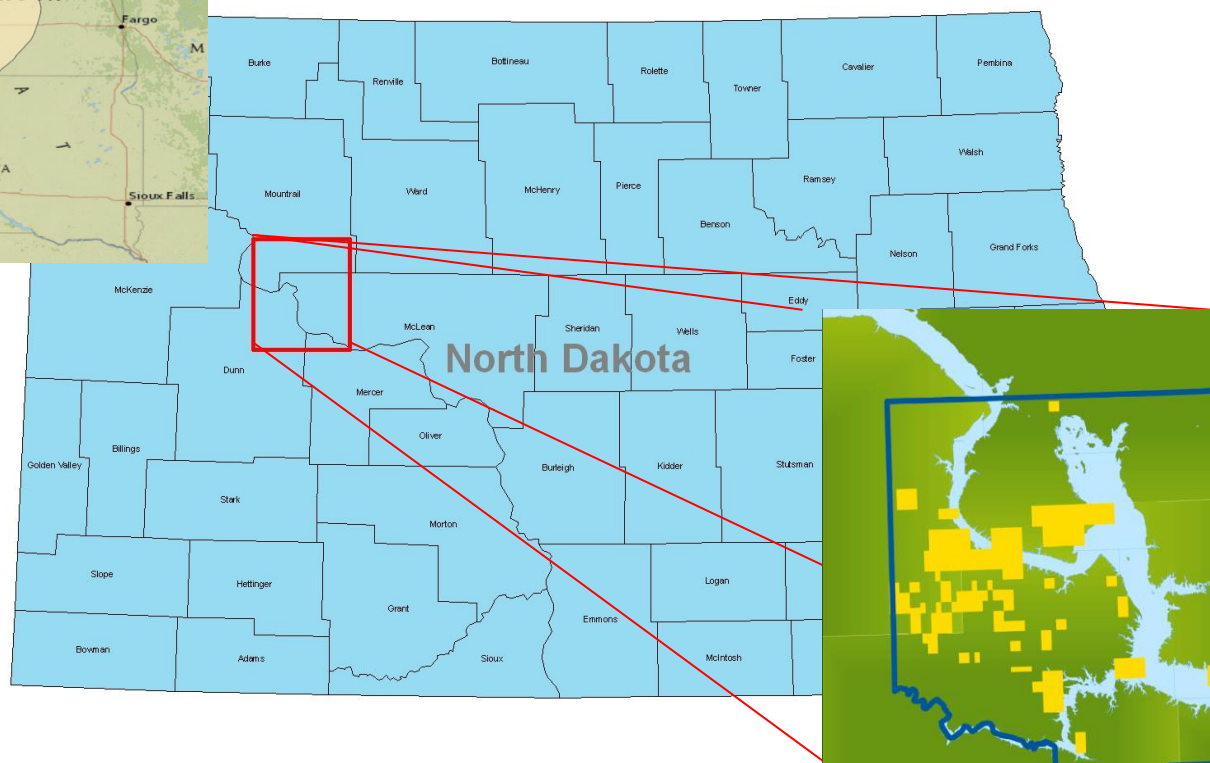 Fargo
M
A
T
A
Sioux Falls
Burke
Renville
Bottineau
Rolette
Towner
Cavalier
Pembina
Mountrail
Ward
McHenry
Pierce
Benson
Ramsey
Walsh
Nelson
Grand Forks
McKenzie
McLean
Sheridan
Wells
Eddy
Foster
North Dakota
Dunn
Mercer
Oliver
Golden Valley
Billings
Stark
Burleigh
Kidder
Stutsman
Morton
Slope
Hettinger
Grant
Emmons
Logan
Bowman
Adams
Sioux
McIntosh